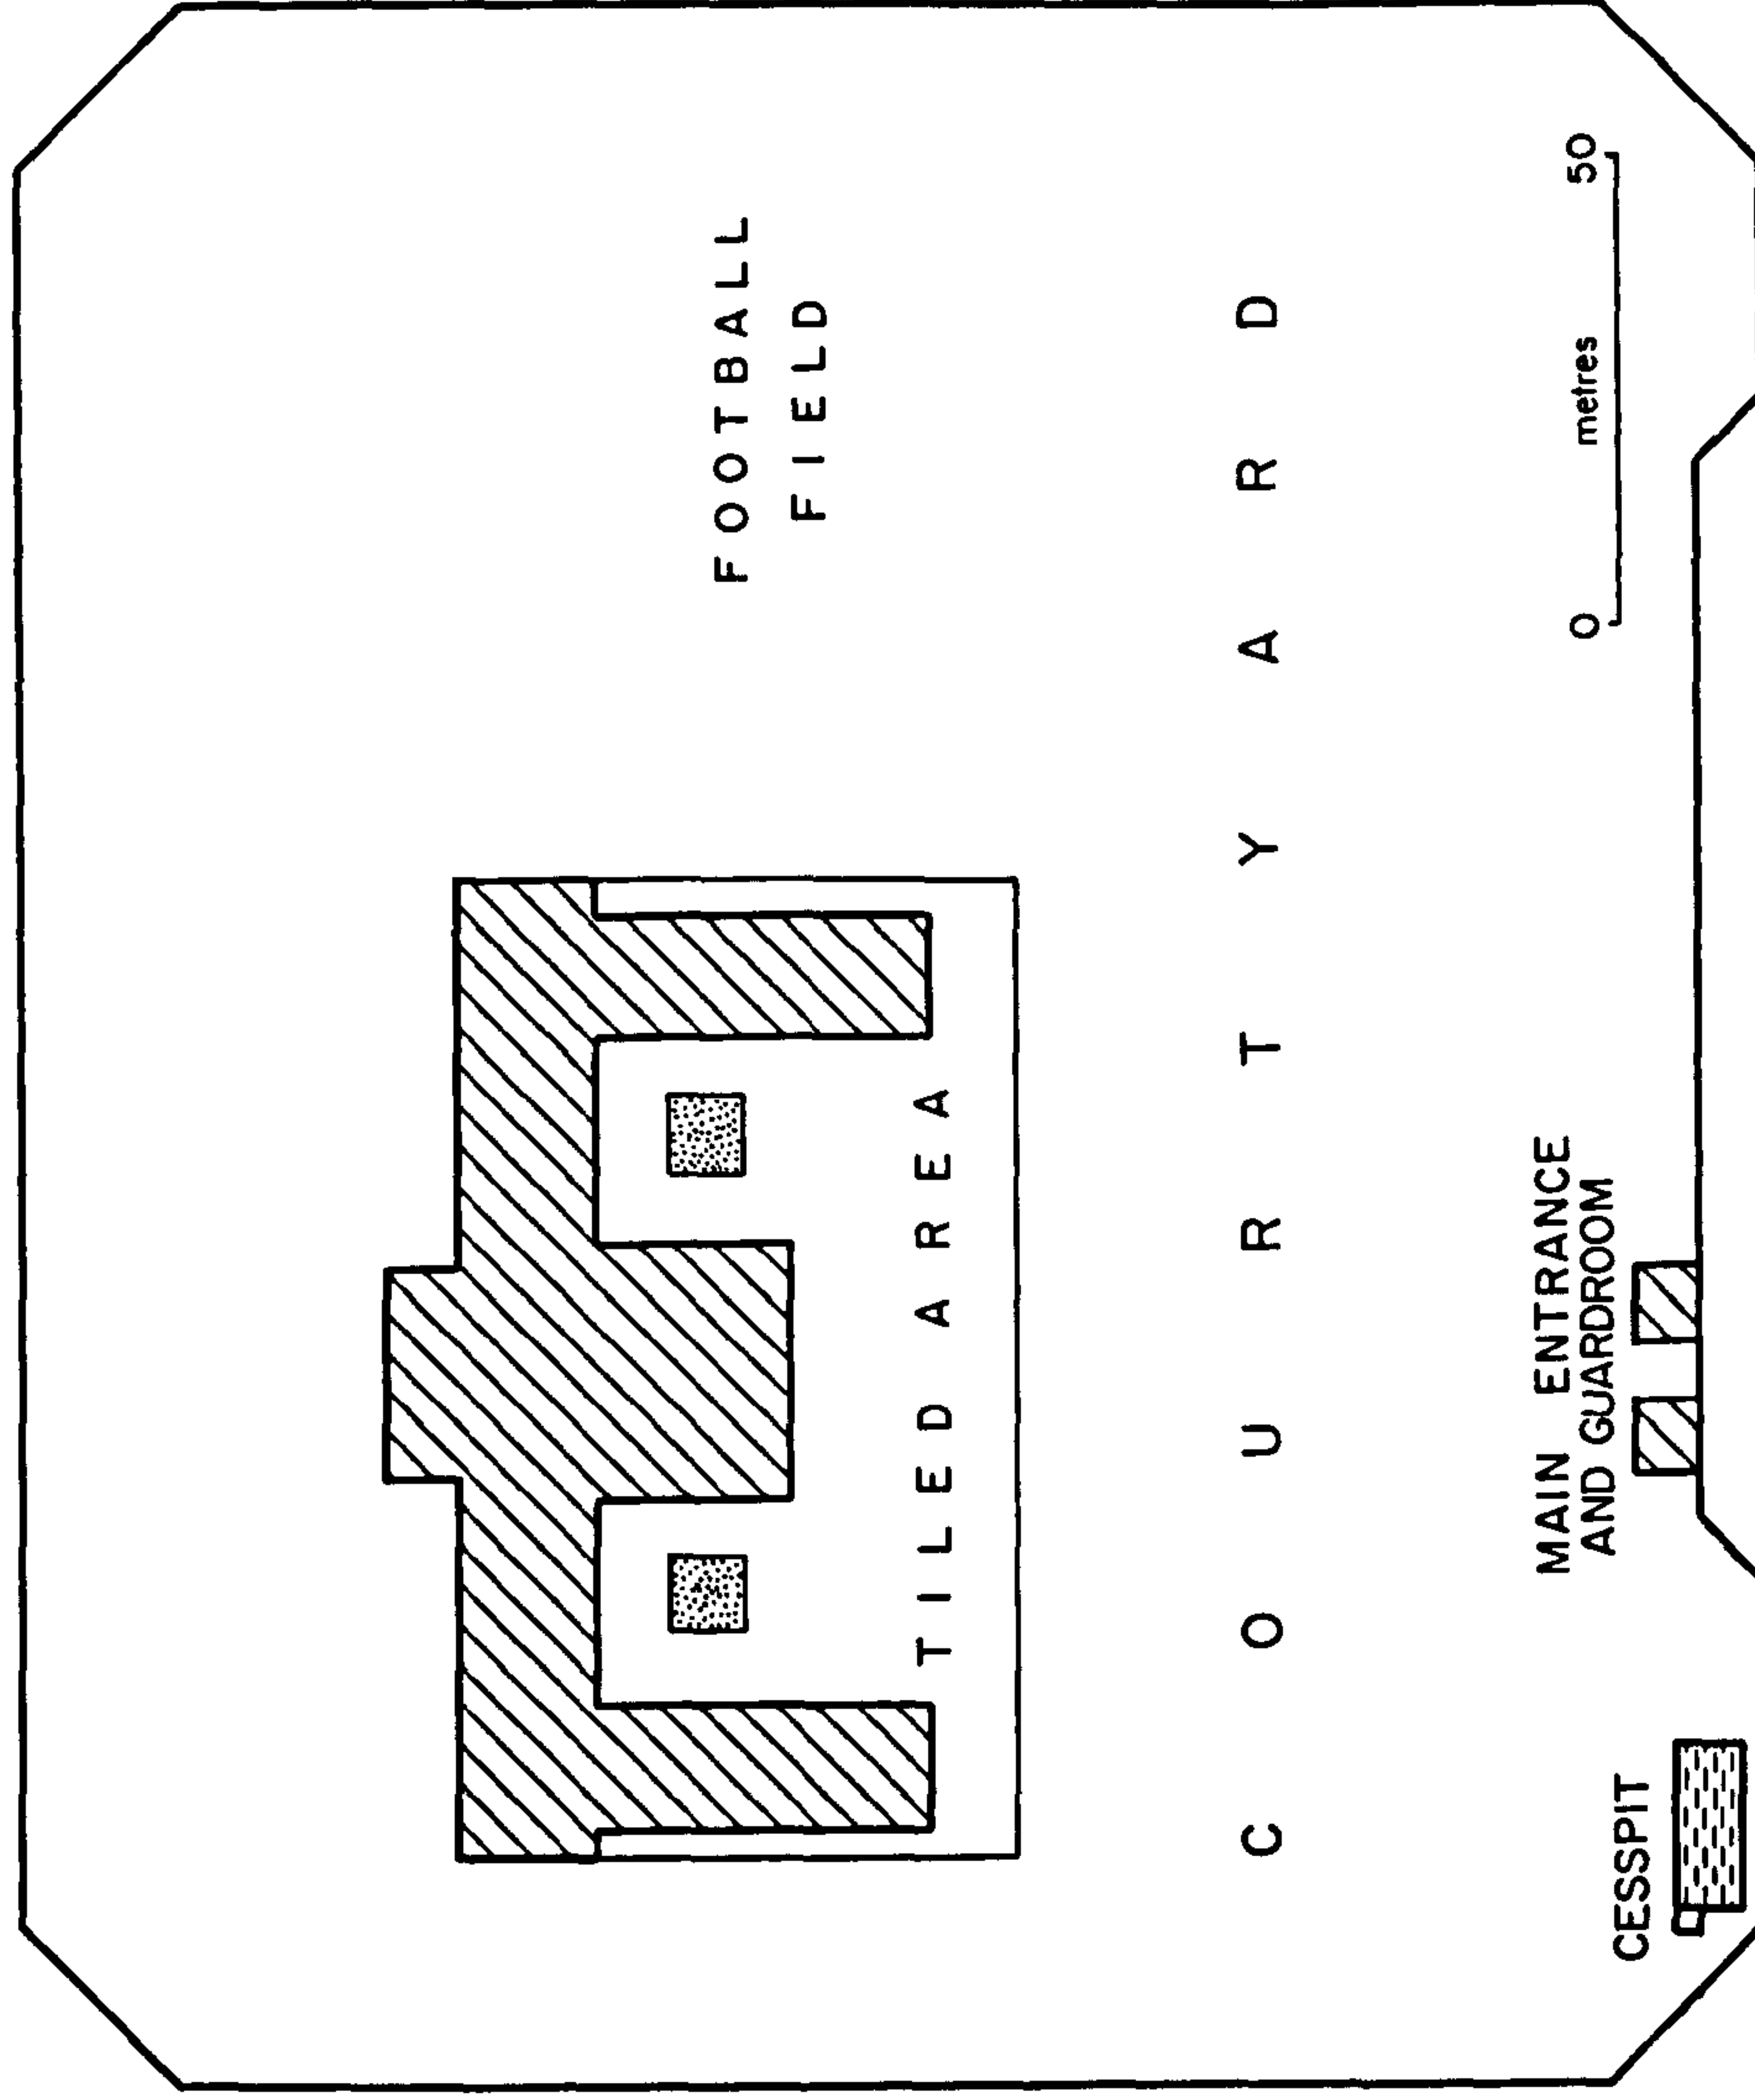 FOOTBALL
FIELD
TILED AREA
COURTYARD
MAIN ENTRANCE
AND GUARDROOM
CESSPIT
0 metres 50